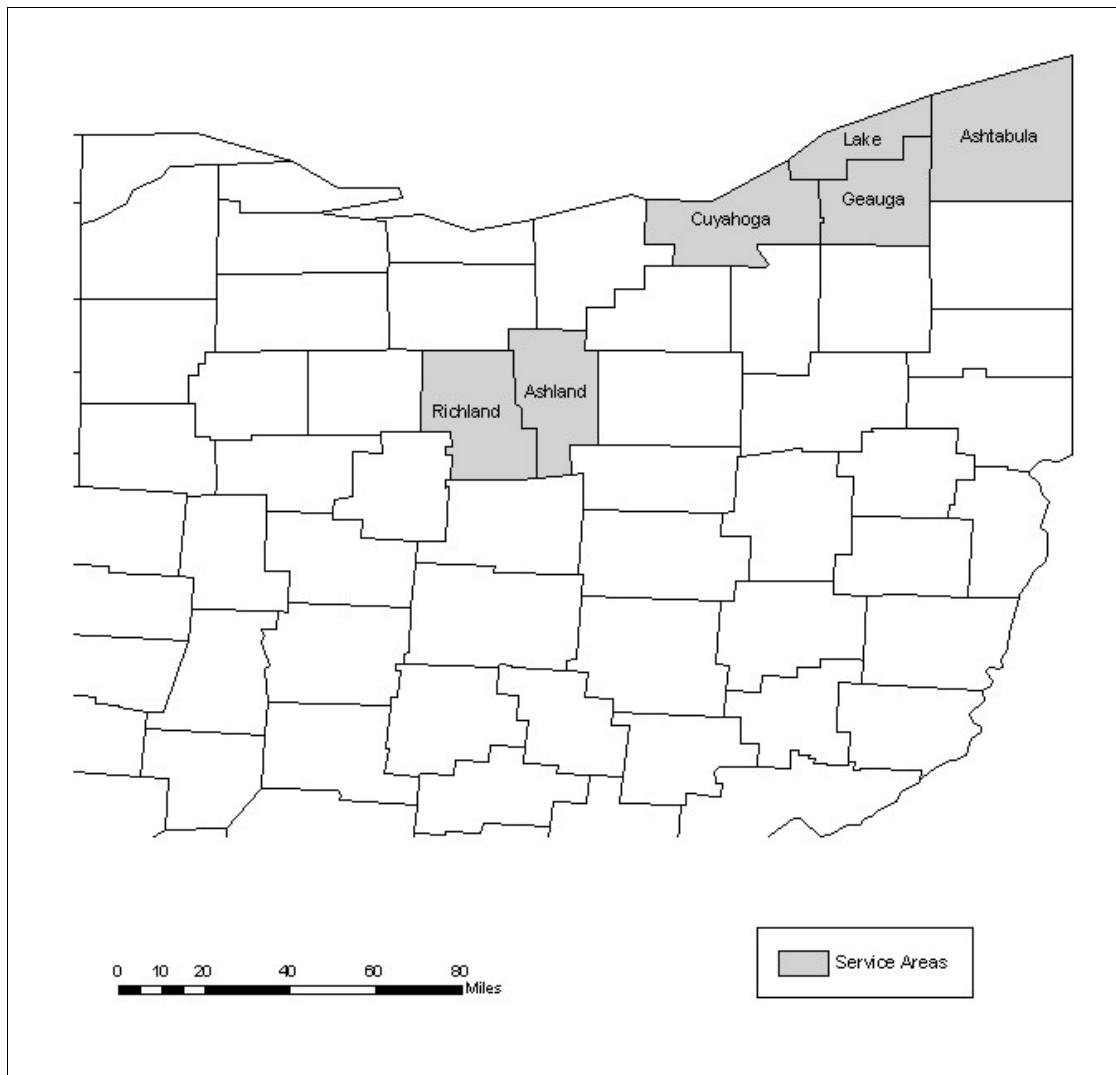 Ashtabula
Lake
Geauga
Cuyahoga
Ashland
Richland
0 10 20 40 60 80
Miles
Service Areas